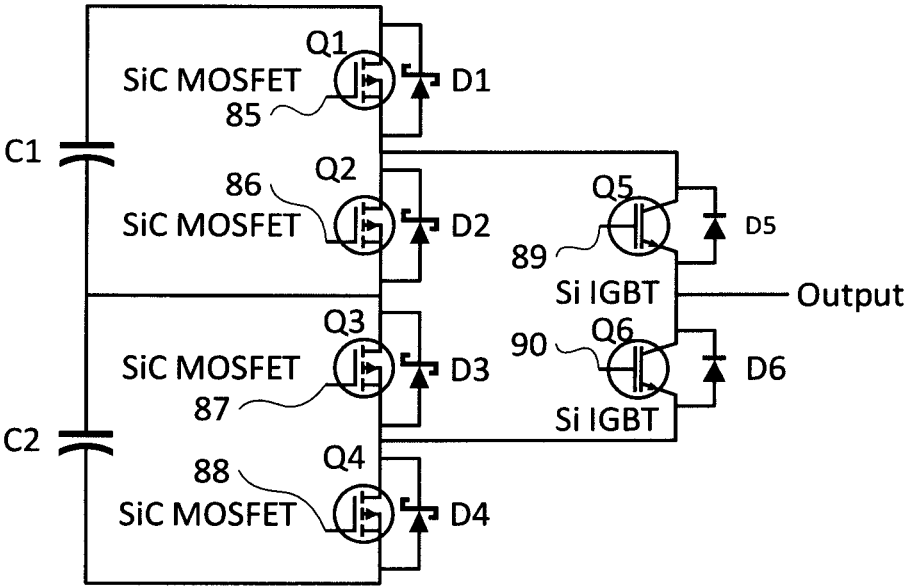 Q1
SiC MOSFET
D1
85
C1
Q2
86
SiC MOSFET
D2
Q5
D5
89
Si IGBT
Output
Q3
SiC MOSFET
D3
87
Q6
90
D6
Si IGBT
C2
Q4
88
SiC MOSFET
D4